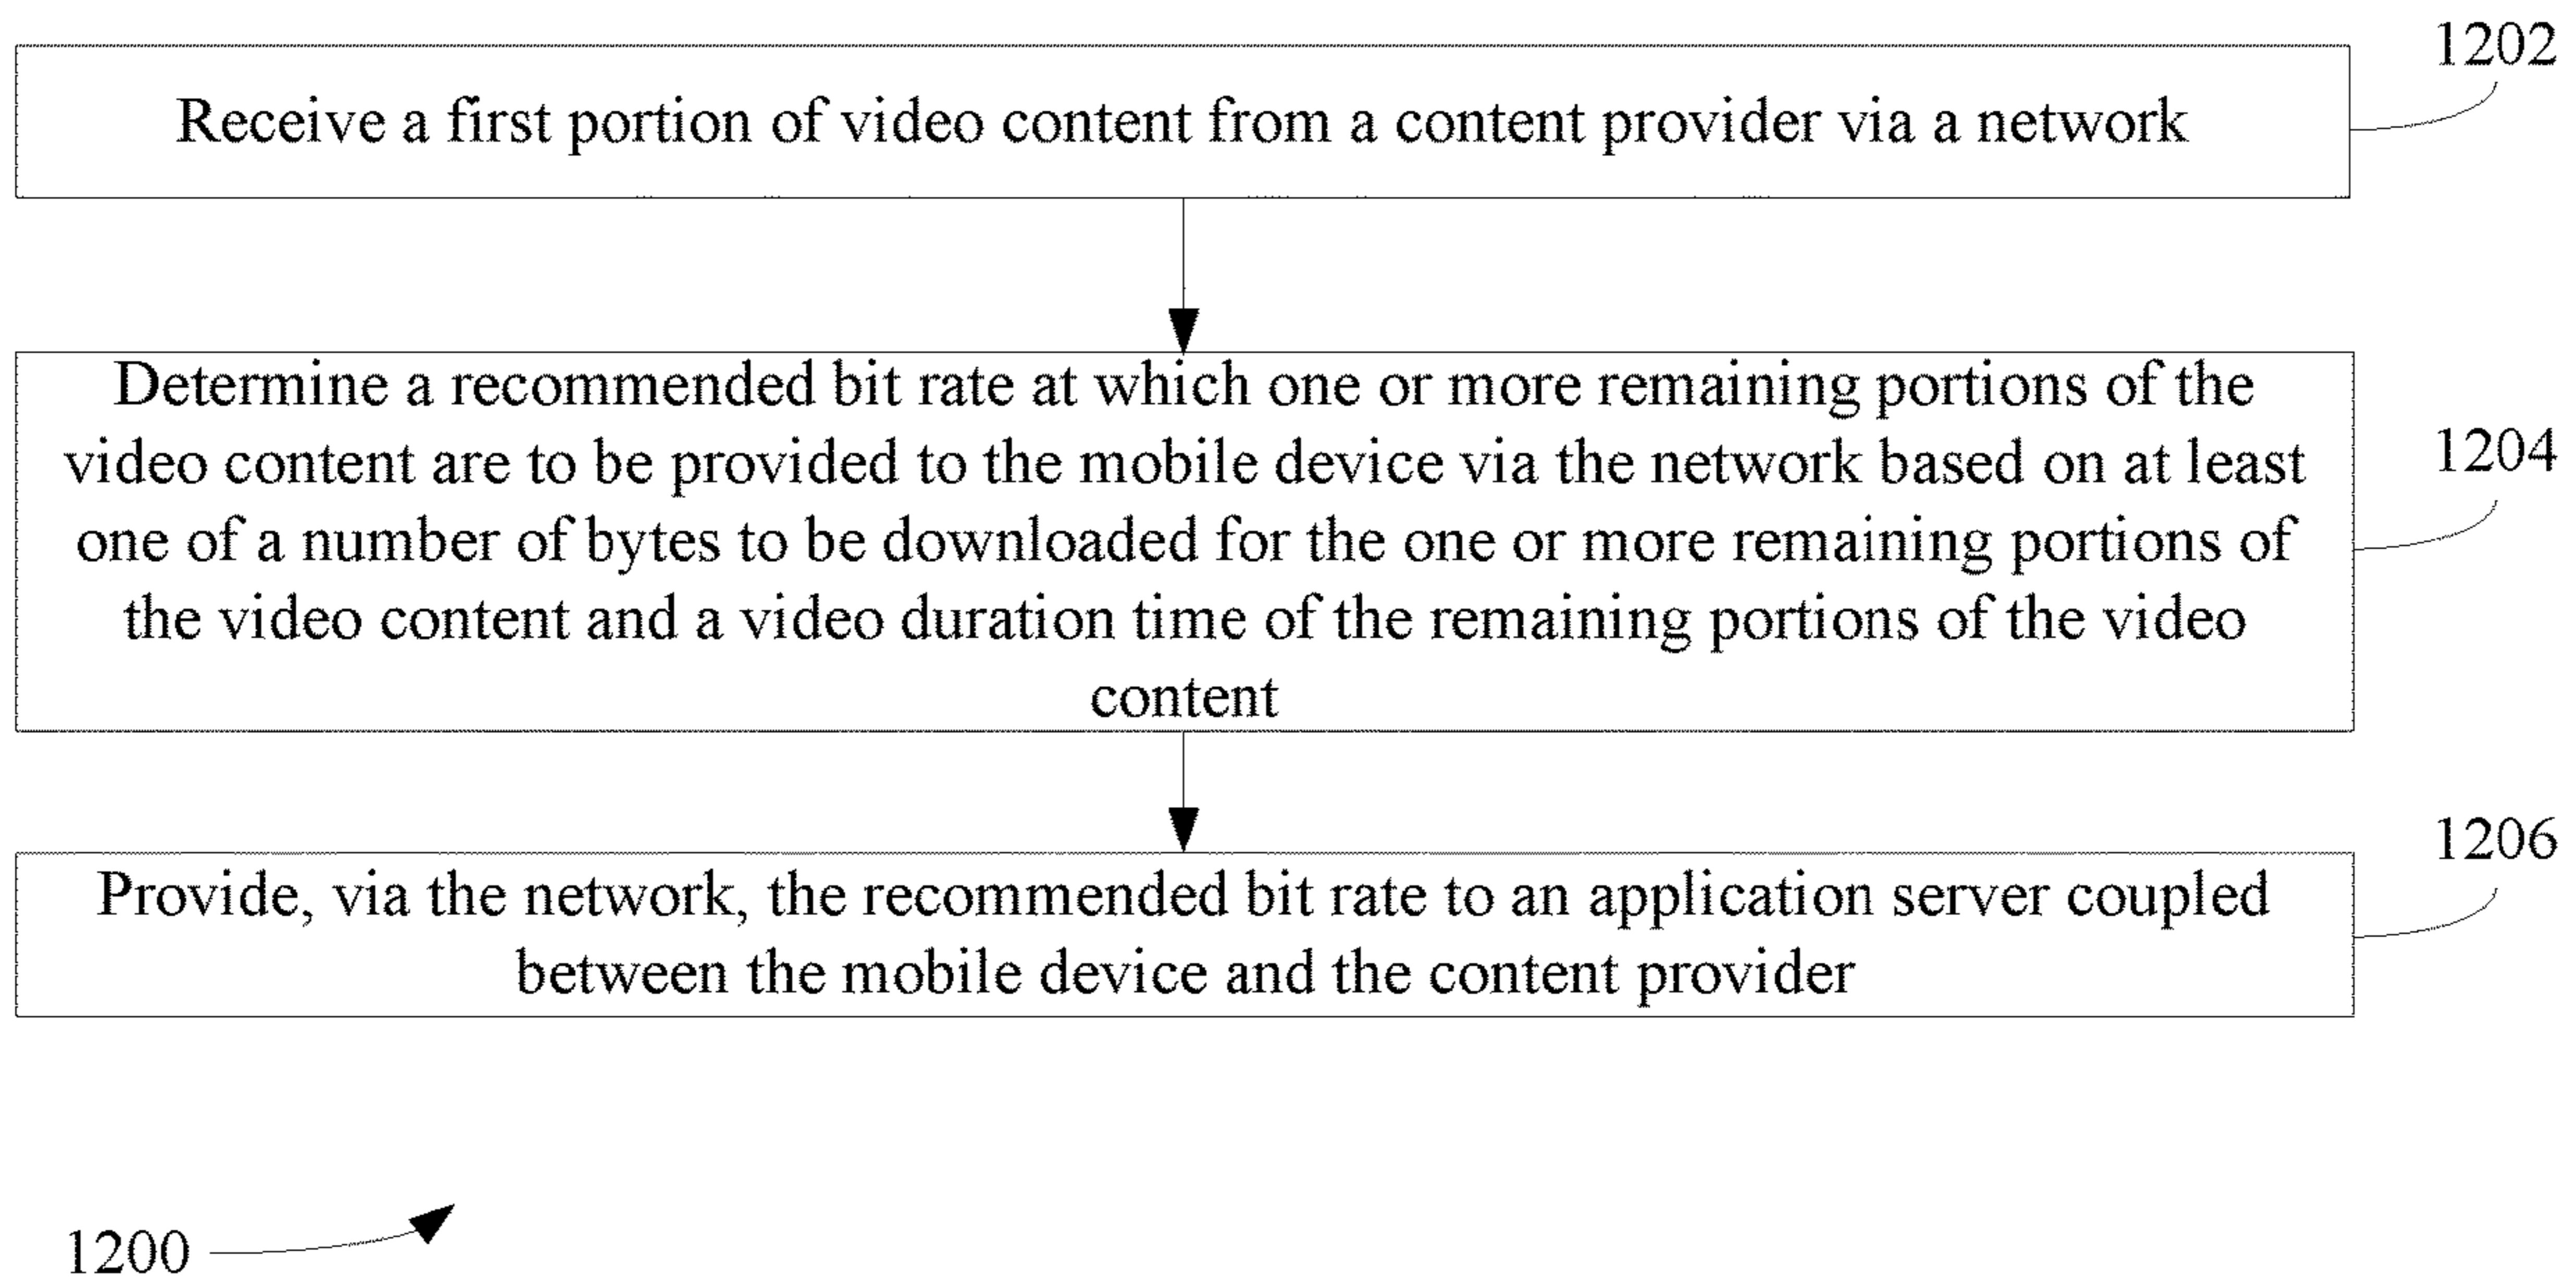 1202
Receive a first portion of video content from a content provider via a network
Determine a recommended bit rate at which one or more remaining portions of the
video content are to be provided to the mobile device via the network based on at least
one of a number of bytes to be downloaded for the one or more remaining portions of
the video content and a video duration time of the remaining portions of the video
content
1204
Provide, via the network, the recommended bit rate to an application server coupled
between the mobile device and the content provider
1206
1200